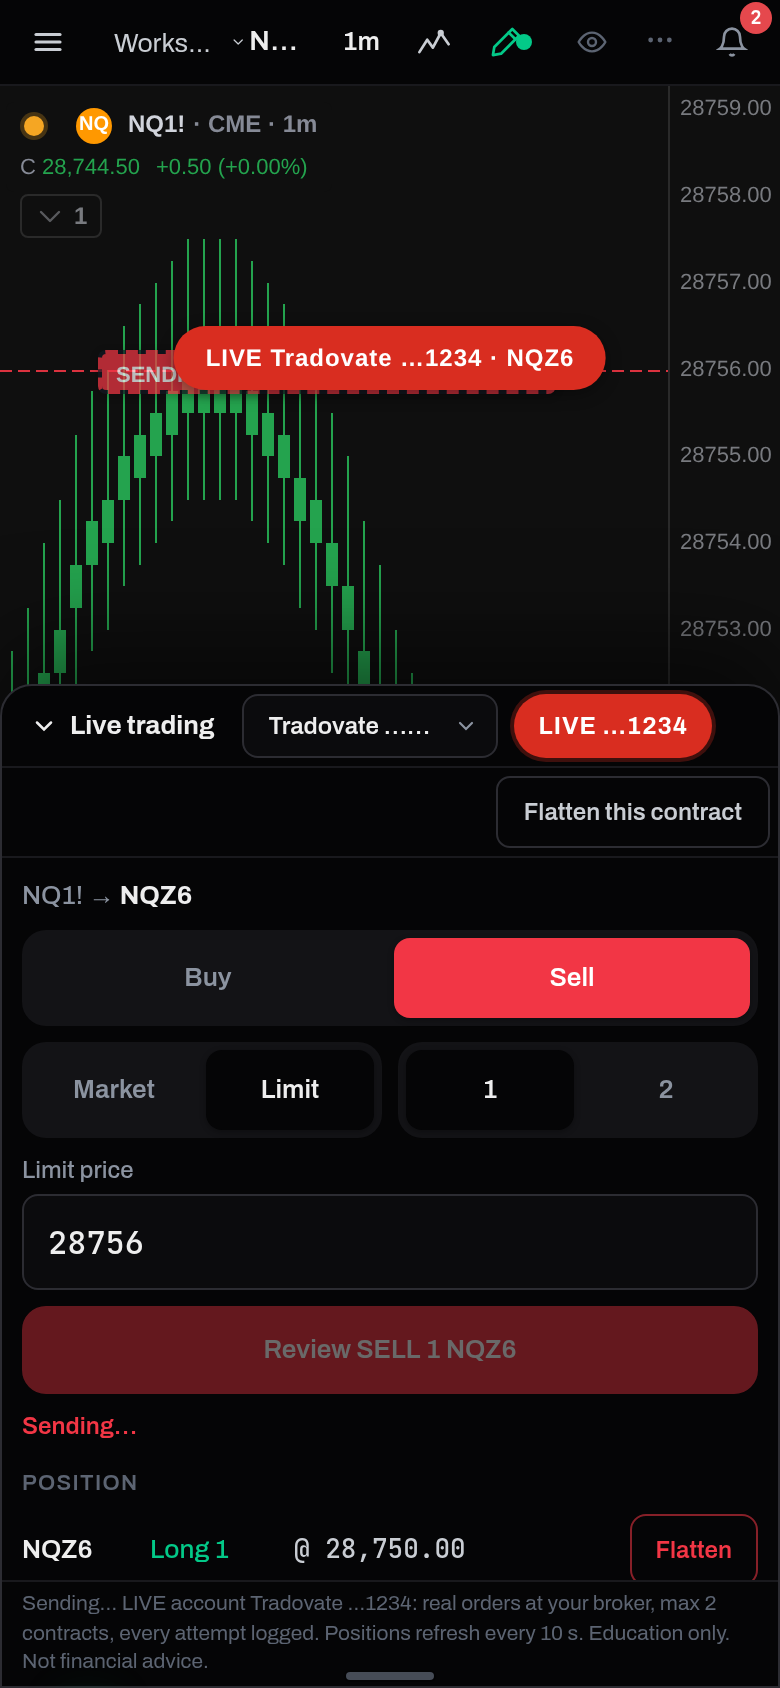 Works... N... 1m 2
NQ NQ1! · CME · 1m
C 28,744.50 +0.50 (+0.00%)
1
28759.00
28758.00
28757.00
28756.00
28755.00
28754.00
28753.00
LIVE Tradovate ...1234 · NQZ6
Live trading Tradovate ...... LIVE ...1234
Flatten this contract
NQ1! → NQZ6
Buy Sell
Market Limit 1 2
Limit price
28756
Review SELL 1 NQZ6
Sending...
POSITION
NQZ6 Long 1 @ 28,750.00 Flatten
Sending... LIVE account Tradovate ...1234: real orders at your broker, max 2
contracts, every attempt logged. Positions refresh every 10 s. Education only.
Not financial advice.